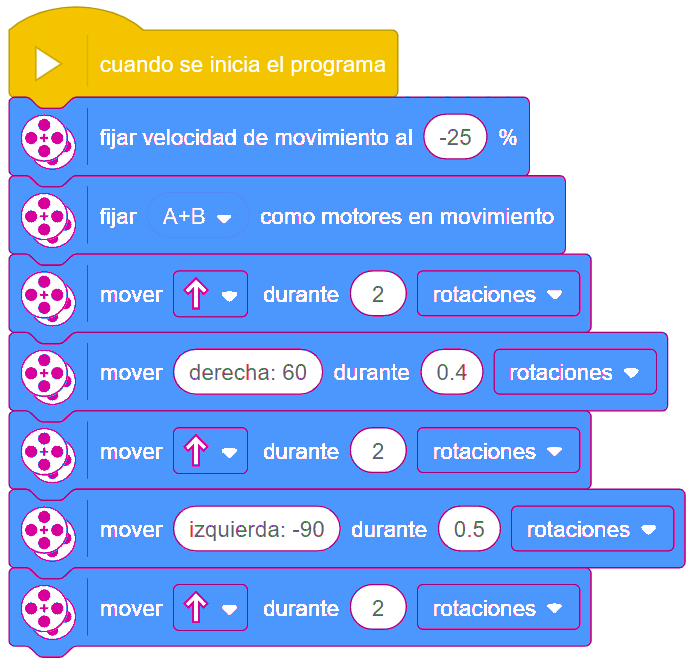 cuando se inicia el programa
fijar velocidad de movimiento al -25 %
fijar A+B como motores en movimiento
mover durante 2 rotaciones
mover derecha: 60 durante 0.4 rotaciones
mover durante 2 rotaciones
mover izquierda: -90 durante 0.5 rotaciones
mover durante 2 rotaciones